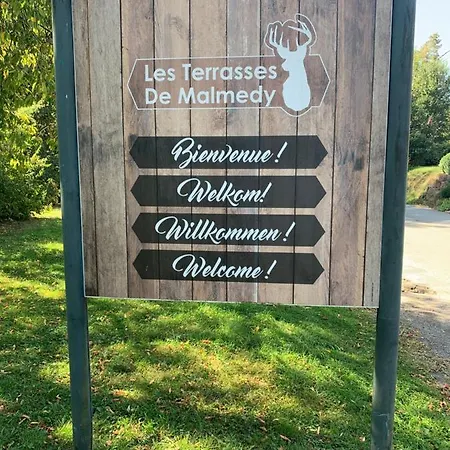 Les Terrasses
De Malmedy
Bienvenue !
Welkom!
Willkommen !
Welcome !